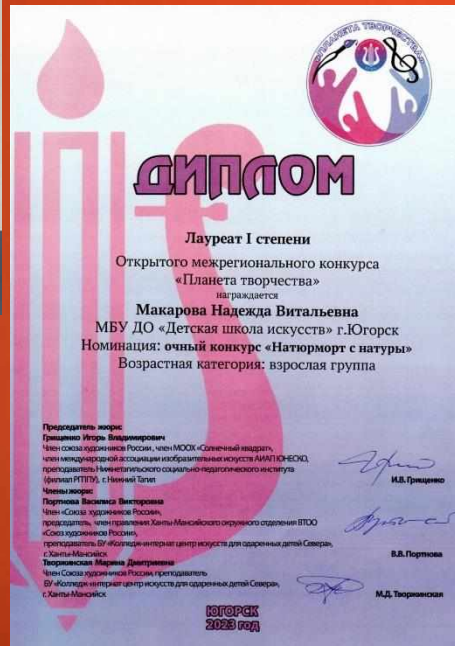 «ПЛАНЕТА ТВОРЧЕСТВА»
ДИПЛОМ
Лауреат I степени
Открытого межрегионального конкурса
«Планета творчества»
награждается
Макарова Надежда Витальевна
МБУ ДО «Детская школа искусств» г.Югорск
Номинация: очный конкурс «Натюрморт с натуры»
Возрастная категория: взрослая группа
Председатель жюри:
Грищенко Игорь Владимирович
Член союза художников России, член МООХ «Солнечный квадрат»,
член международной ассоциации изобразительных искусств АИАП ЮНЕСКО,
преподаватель Нижнетагильского социально-педагогического института
(филиал РГППУ), г. Нижний Тагил
И.В. Грищенко
Члены жюри:
Портнова Василиса Викторовна
Член «Союза художников России»,
председатель, член правления Ханты-Мансийского окружного отделения ВТОО
«Союз художников России»,
преподаватель БУ «Колледж-интернат центр искусств для одаренных детей Севера»,
г. Ханты-Мансийск
В.В. Портнова
Творжинская Марина Дмитриевна
Член Союза художников России, преподаватель
БУ «Колледж-интернат центр искусств для одаренных детей Севера»,
г. Ханты-Мансийск
М.Д. Творжинская
ЮГОРСК
2023 год